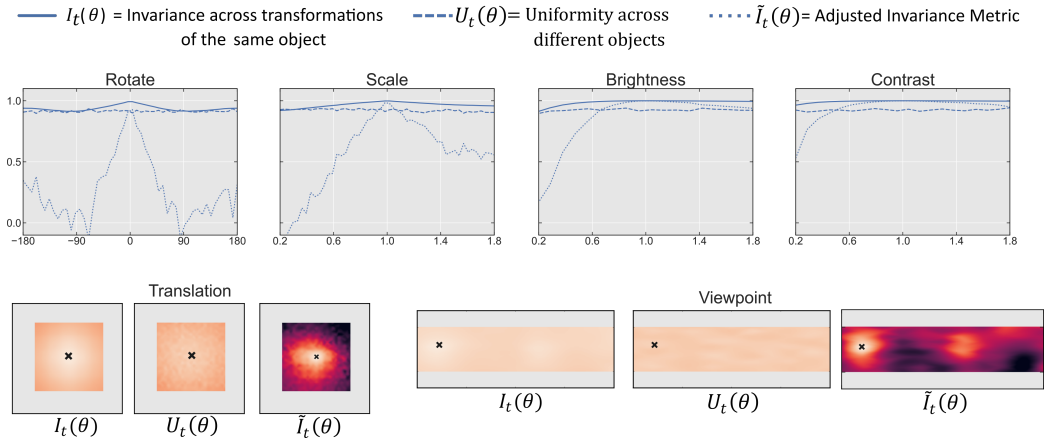 I_t(θ) = Invariance across transformations of the same object
U_t(θ)= Uniformity across different objects
Ĩ_t(θ)= Adjusted Invariance Metric
Rotate
Scale
Brightness
Contrast
1.0
0.5
0.0
−180 −90 0 90 180
0.2 0.6 1.0 1.4 1.8
0.2 0.6 1.0 1.4 1.8
0.2 0.6 1.0 1.4 1.8
Translation
Viewpoint
I_t(θ) U_t(θ) Ĩ_t(θ)
I_t(θ) U_t(θ) Ĩ_t(θ)